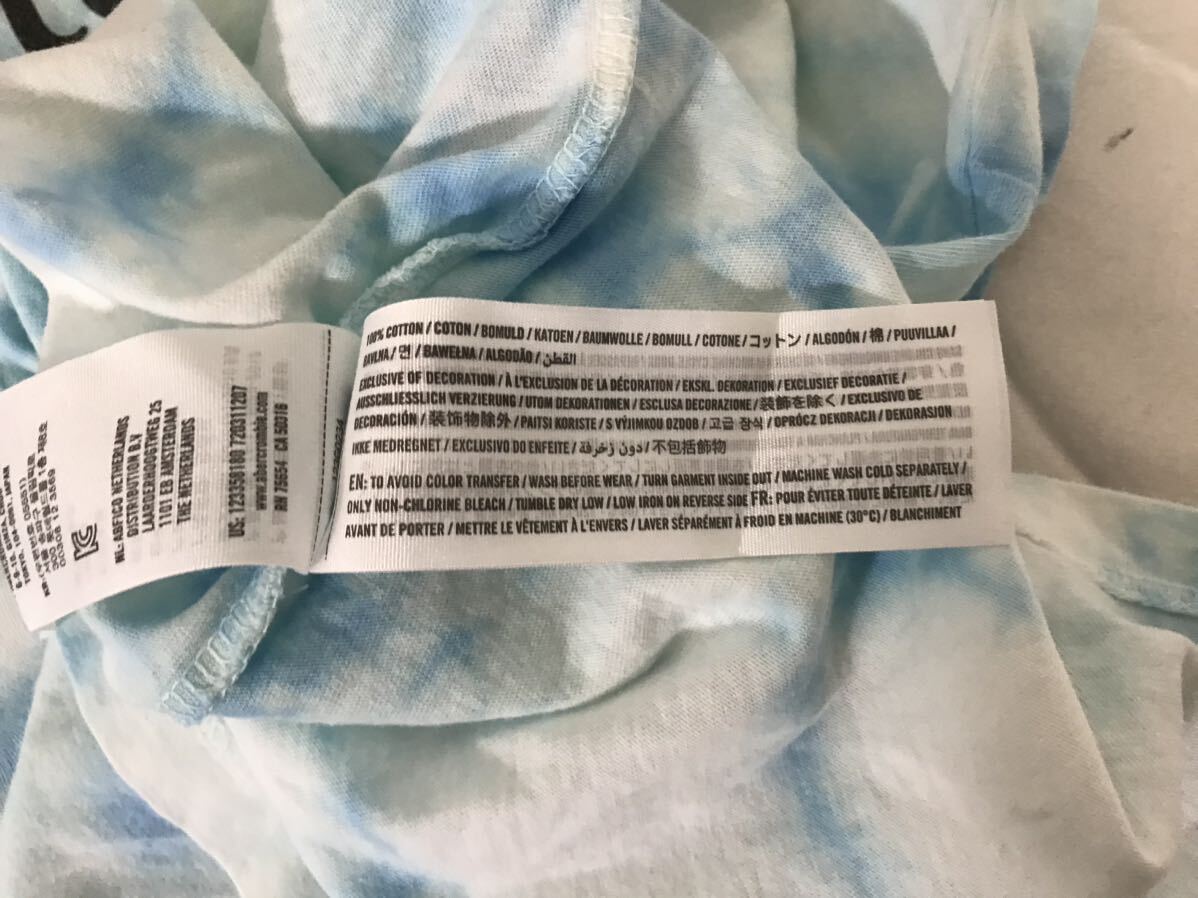 100% COTTON / COTON / BOMULD / KATOEN / BAUMWOLLE / BOMULL / COTONE / コットン / ALGODÓN / 棉 / PUUVILLAA /
BAVLNA / 면 / BAWEŁNA / ALGODÃO / القطن
EXCLUSIVE OF DECORATION / À L'EXCLUSION DE LA DÉCORATION / EKSKL. DEKORATION / EXCLUSIEF DECORATIE /
AUSSCHLIESSLICH VERZIERUNG / UTOM DEKORATIONEN / ESCLUSA DECORAZIONE / 装飾を除く / EXCLUSIVO DE
DECORACIÓN / 装饰物除外 / PAITSI KORISTE / S VÝJIMKOU OZDOB / 고급 장식 / OPRÓCZ DEKORACJI / DEKORASJON
IKKE MEDREGNET / EXCLUSIVO DO ENFEITE / دون زخرفة / 不包括飾物
EN: TO AVOID COLOR TRANSFER / WASH BEFORE WEAR / TURN GARMENT INSIDE OUT / MACHINE WASH COLD SEPARATELY /
ONLY NON-CHLORINE BLEACH / TUMBLE DRY LOW / LOW IRON ON REVERSE SIDE FR: POUR ÉVITER TOUTE DÉTEINTE / LAVER
AVANT DE PORTER / METTRE LE VÊTEMENT À L'ENVERS / LAVER SÉPARÉMENT À FROID EN MACHINE (30°C) / BLANCHIMENT
NL: ABFICO NETHERLANDS
DISTRIBUTION B.V
LAARDERHOOGTWEG 25
1101 EB AMSTERDAM
THE NETHERLANDS
US: 123358180 7220311207
www.abercrombie.com
RN 75654 CA 50016